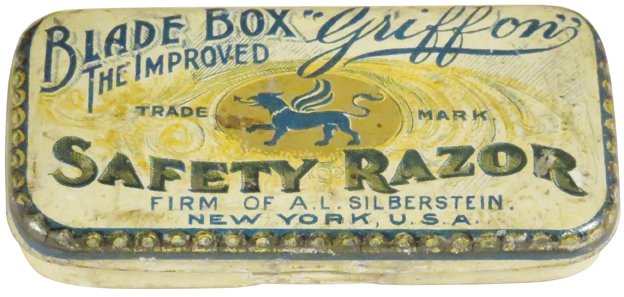 BLADE BOX "Griffon"
THE IMPROVED
TRADE MARK.
SAFETY RAZOR
FIRM OF A.L. SILBERSTEIN.
NEW YORK, U.S.A.